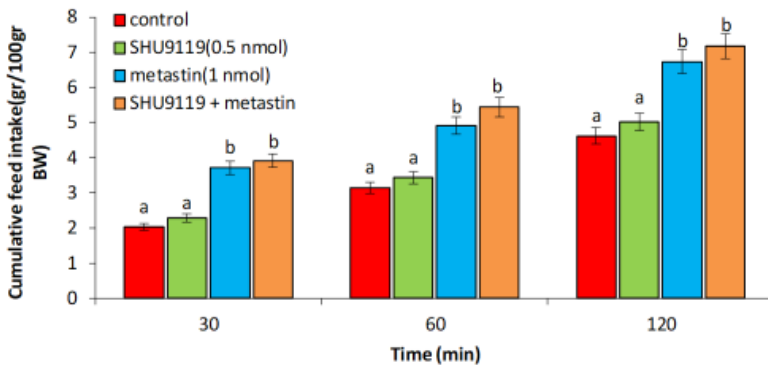 8
7
6
5
4
3
2
1
0
Cumulative feed intake(gr/100gr
BW)
control
SHU9119(0.5 nmol)
metastin(1 nmol)
SHU9119 + metastin
a
a
b
b
a
a
b
b
a
a
b
b
30
60
120
Time (min)